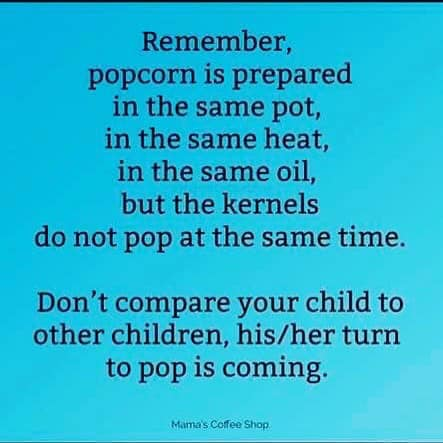 Remember,
popcorn is prepared
in the same pot,
in the same heat,
in the same oil,
but the kernels
do not pop at the same time.
Don't compare your child to
other children, his/her turn
to pop is coming.
Mama's Coffee Shop